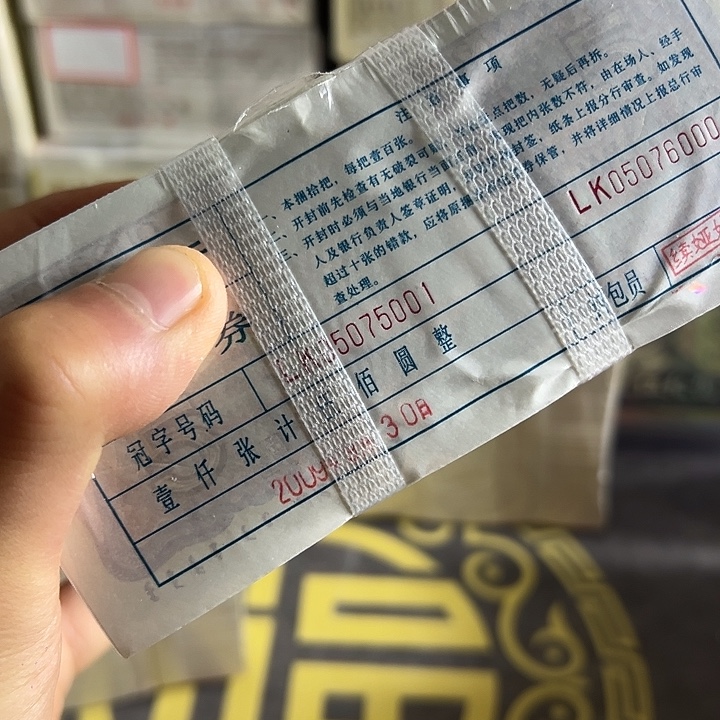 注意事项
一、本捆拾把，每把壹百张。
二、开封前先检查有无破裂可疑，点把数，无疑后再拆。
三、开封时必须与当地银行当 现把内张数不符，由在场人、经手
人及银行负责人签章证明， 封签、纸条上报分行审查。如发现
超过十张的错款，应将原捆 券保管，并将详细情况上报总行审
查处理。
券
冠字号码 5075001 LK05076000
壹仟张计 佰圆整 包员
2009 30日